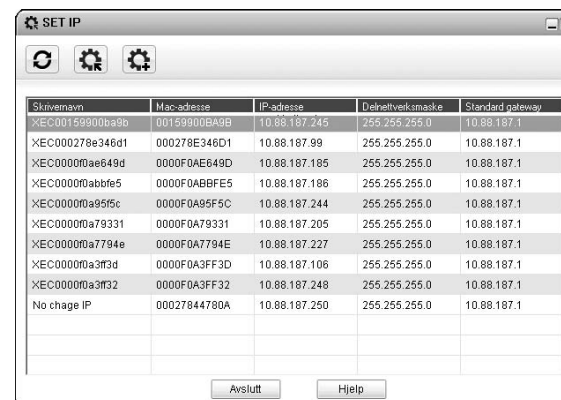 SET IP
Skrivernavn Mac-adresse IP-adresse Delnettverksmaske Standard gateway
XEC00159900ba9b 00159900BA9B 10.88.187.245 255.255.255.0 10.88.187.1
XEC000278e346d1 000278E346D1 10.88.187.99 255.255.255.0 10.88.187.1
XEC0000f0ae649d 0000F0AE649D 10.88.187.185 255.255.255.0 10.88.187.1
XEC0000f0abbfe5 0000F0ABBFE5 10.88.187.186 255.255.255.0 10.88.187.1
XEC0000f0a95f5c 0000F0A95F5C 10.88.187.244 255.255.255.0 10.88.187.1
XEC0000f0a79331 0000F0A79331 10.88.187.205 255.255.255.0 10.88.187.1
XEC0000f0a7794e 0000F0A7794E 10.88.187.227 255.255.255.0 10.88.187.1
XEC0000f0a3ff3d 0000F0A3FF3D 10.88.187.106 255.255.255.0 10.88.187.1
XEC0000f0a3ff32 0000F0A3FF32 10.88.187.248 255.255.255.0 10.88.187.1
No chage IP 00027844780A 10.88.187.250 255.255.255.0 10.88.187.1
Avslutt Hjelp